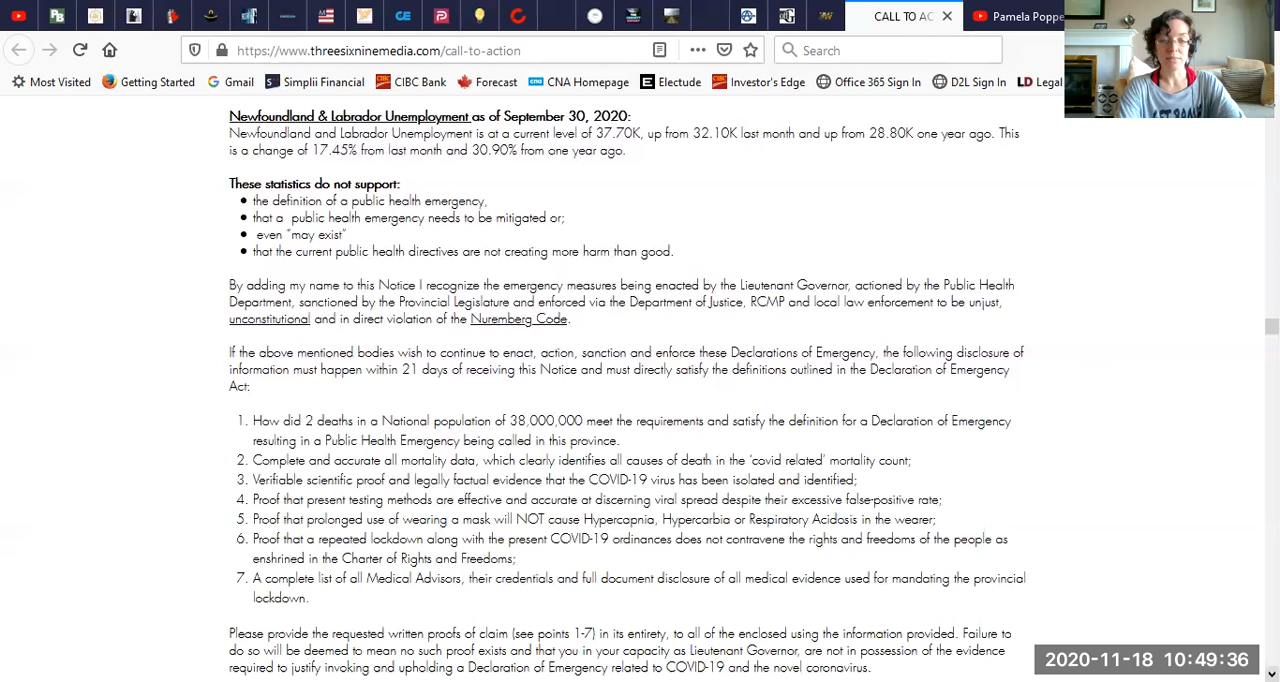 CALL TO AC
Pamela Poppe
https://www.threesixninemedia.com/call-to-action
Search
Most Visited
Getting Started
Gmail
Simplii Financial
CIBC Bank
Forecast
CNA Homepage
Electude
Investor's Edge
Office 365 Sign In
D2L Sign In
Legal
Newfoundland & Labrador Unemployment as of September 30, 2020:
Newfoundland and Labrador Unemployment is at a current level of 37.70K, up from 32.10K last month and up from 28.80K one year ago. This
is a change of 17.45% from last month and 30.90% from one year ago.
These statistics do not support:
• the definition of a public health emergency,
• that a public health emergency needs to be mitigated or;
• even "may exist"
• that the current public health directives are not creating more harm than good.
By adding my name to this Notice I recognize the emergency measures being enacted by the Lieutenant Governor, actioned by the Public Health
Department, sanctioned by the Provincial Legislature and enforced via the Department of Justice, RCMP and local law enforcement to be unjust,
unconstitutional and in direct violation of the Nuremberg Code.
If the above mentioned bodies wish to continue to enact, action, sanction and enforce these Declarations of Emergency, the following disclosure of
information must happen within 21 days of receiving this Notice and must directly satisfy the definitions outlined in the Declaration of Emergency
Act:
1. How did 2 deaths in a National population of 38,000,000 meet the requirements and satisfy the definition for a Declaration of Emergency
resulting in a Public Health Emergency being called in this province.
2. Complete and accurate all mortality data, which clearly identifies all causes of death in the 'covid related' mortality count;
3. Verifiable scientific proof and legally factual evidence that the COVID-19 virus has been isolated and identified;
4. Proof that present testing methods are effective and accurate at discerning viral spread despite their excessive false-positive rate;
5. Proof that prolonged use of wearing a mask will NOT cause Hypercapnia, Hypercarbia or Respiratory Acidosis in the wearer;
6. Proof that a repeated lockdown along with the present COVID-19 ordinances does not contravene the rights and freedoms of the people as
enshrined in the Charter of Rights and Freedoms;
7. A complete list of all Medical Advisors, their credentials and full document disclosure of all medical evidence used for mandating the provincial
lockdown.
Please provide the requested written proofs of claim (see points 1-7) in its entirety, to all of the enclosed using the information provided. Failure to
do so will be deemed to mean no such proof exists and that you in your capacity as Lieutenant Governor, are not in possession of the evidence
required to justify invoking and upholding a Declaration of Emergency related to COVID-19 and the novel coronavirus.
2020-11-18 10:49:36